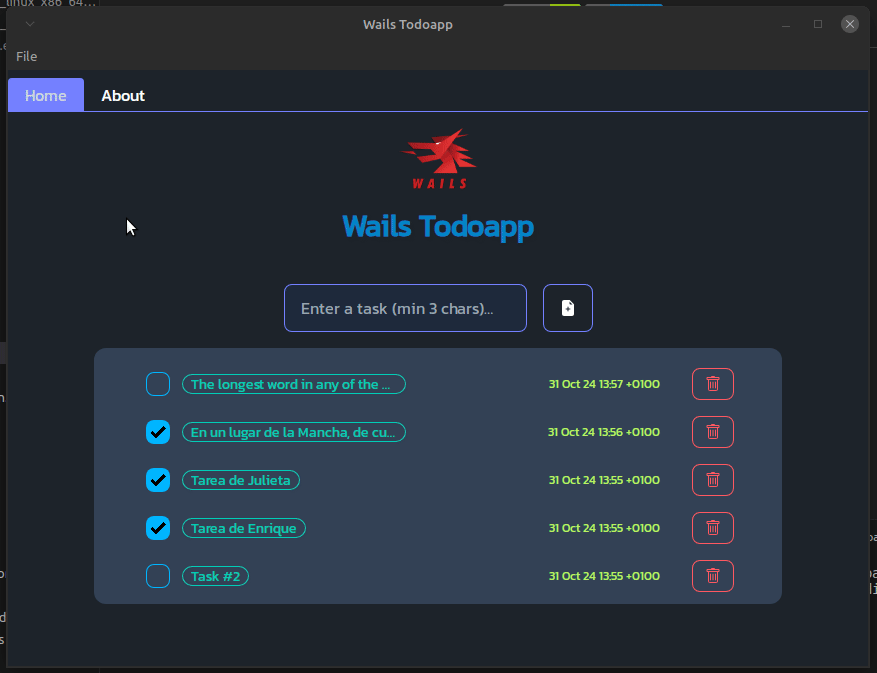 _linux_x86_64...
Wails Todoapp
File
Home About
WAILS
Wails Todoapp
Enter a task (min 3 chars)...
The longest word in any of the ... 31 Oct 24 13:57 +0100
En un lugar de la Mancha, de cu... 31 Oct 24 13:56 +0100
Tarea de Julieta 31 Oct 24 13:55 +0100
Tarea de Enrique 31 Oct 24 13:55 +0100
Task #2 31 Oct 24 13:55 +0100